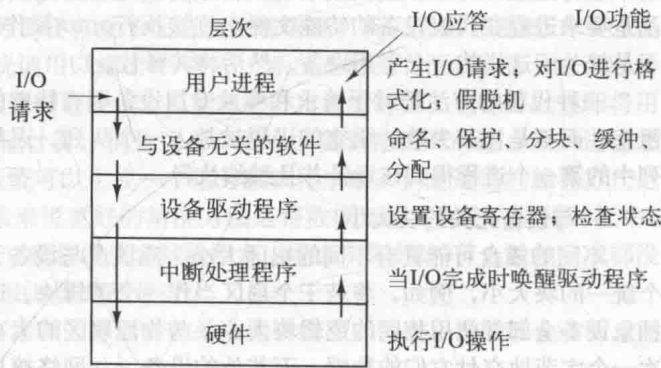 层次
I/O应答
I/O功能
I/O
请求
用户进程
产生I/O请求；对I/O进行格
式化；假脱机
与设备无关的软件
命名、保护、分块、缓冲、
分配
设备驱动程序
设置设备寄存器；检查状态
中断处理程序
当I/O完成时唤醒驱动程序
硬件
执行I/O操作